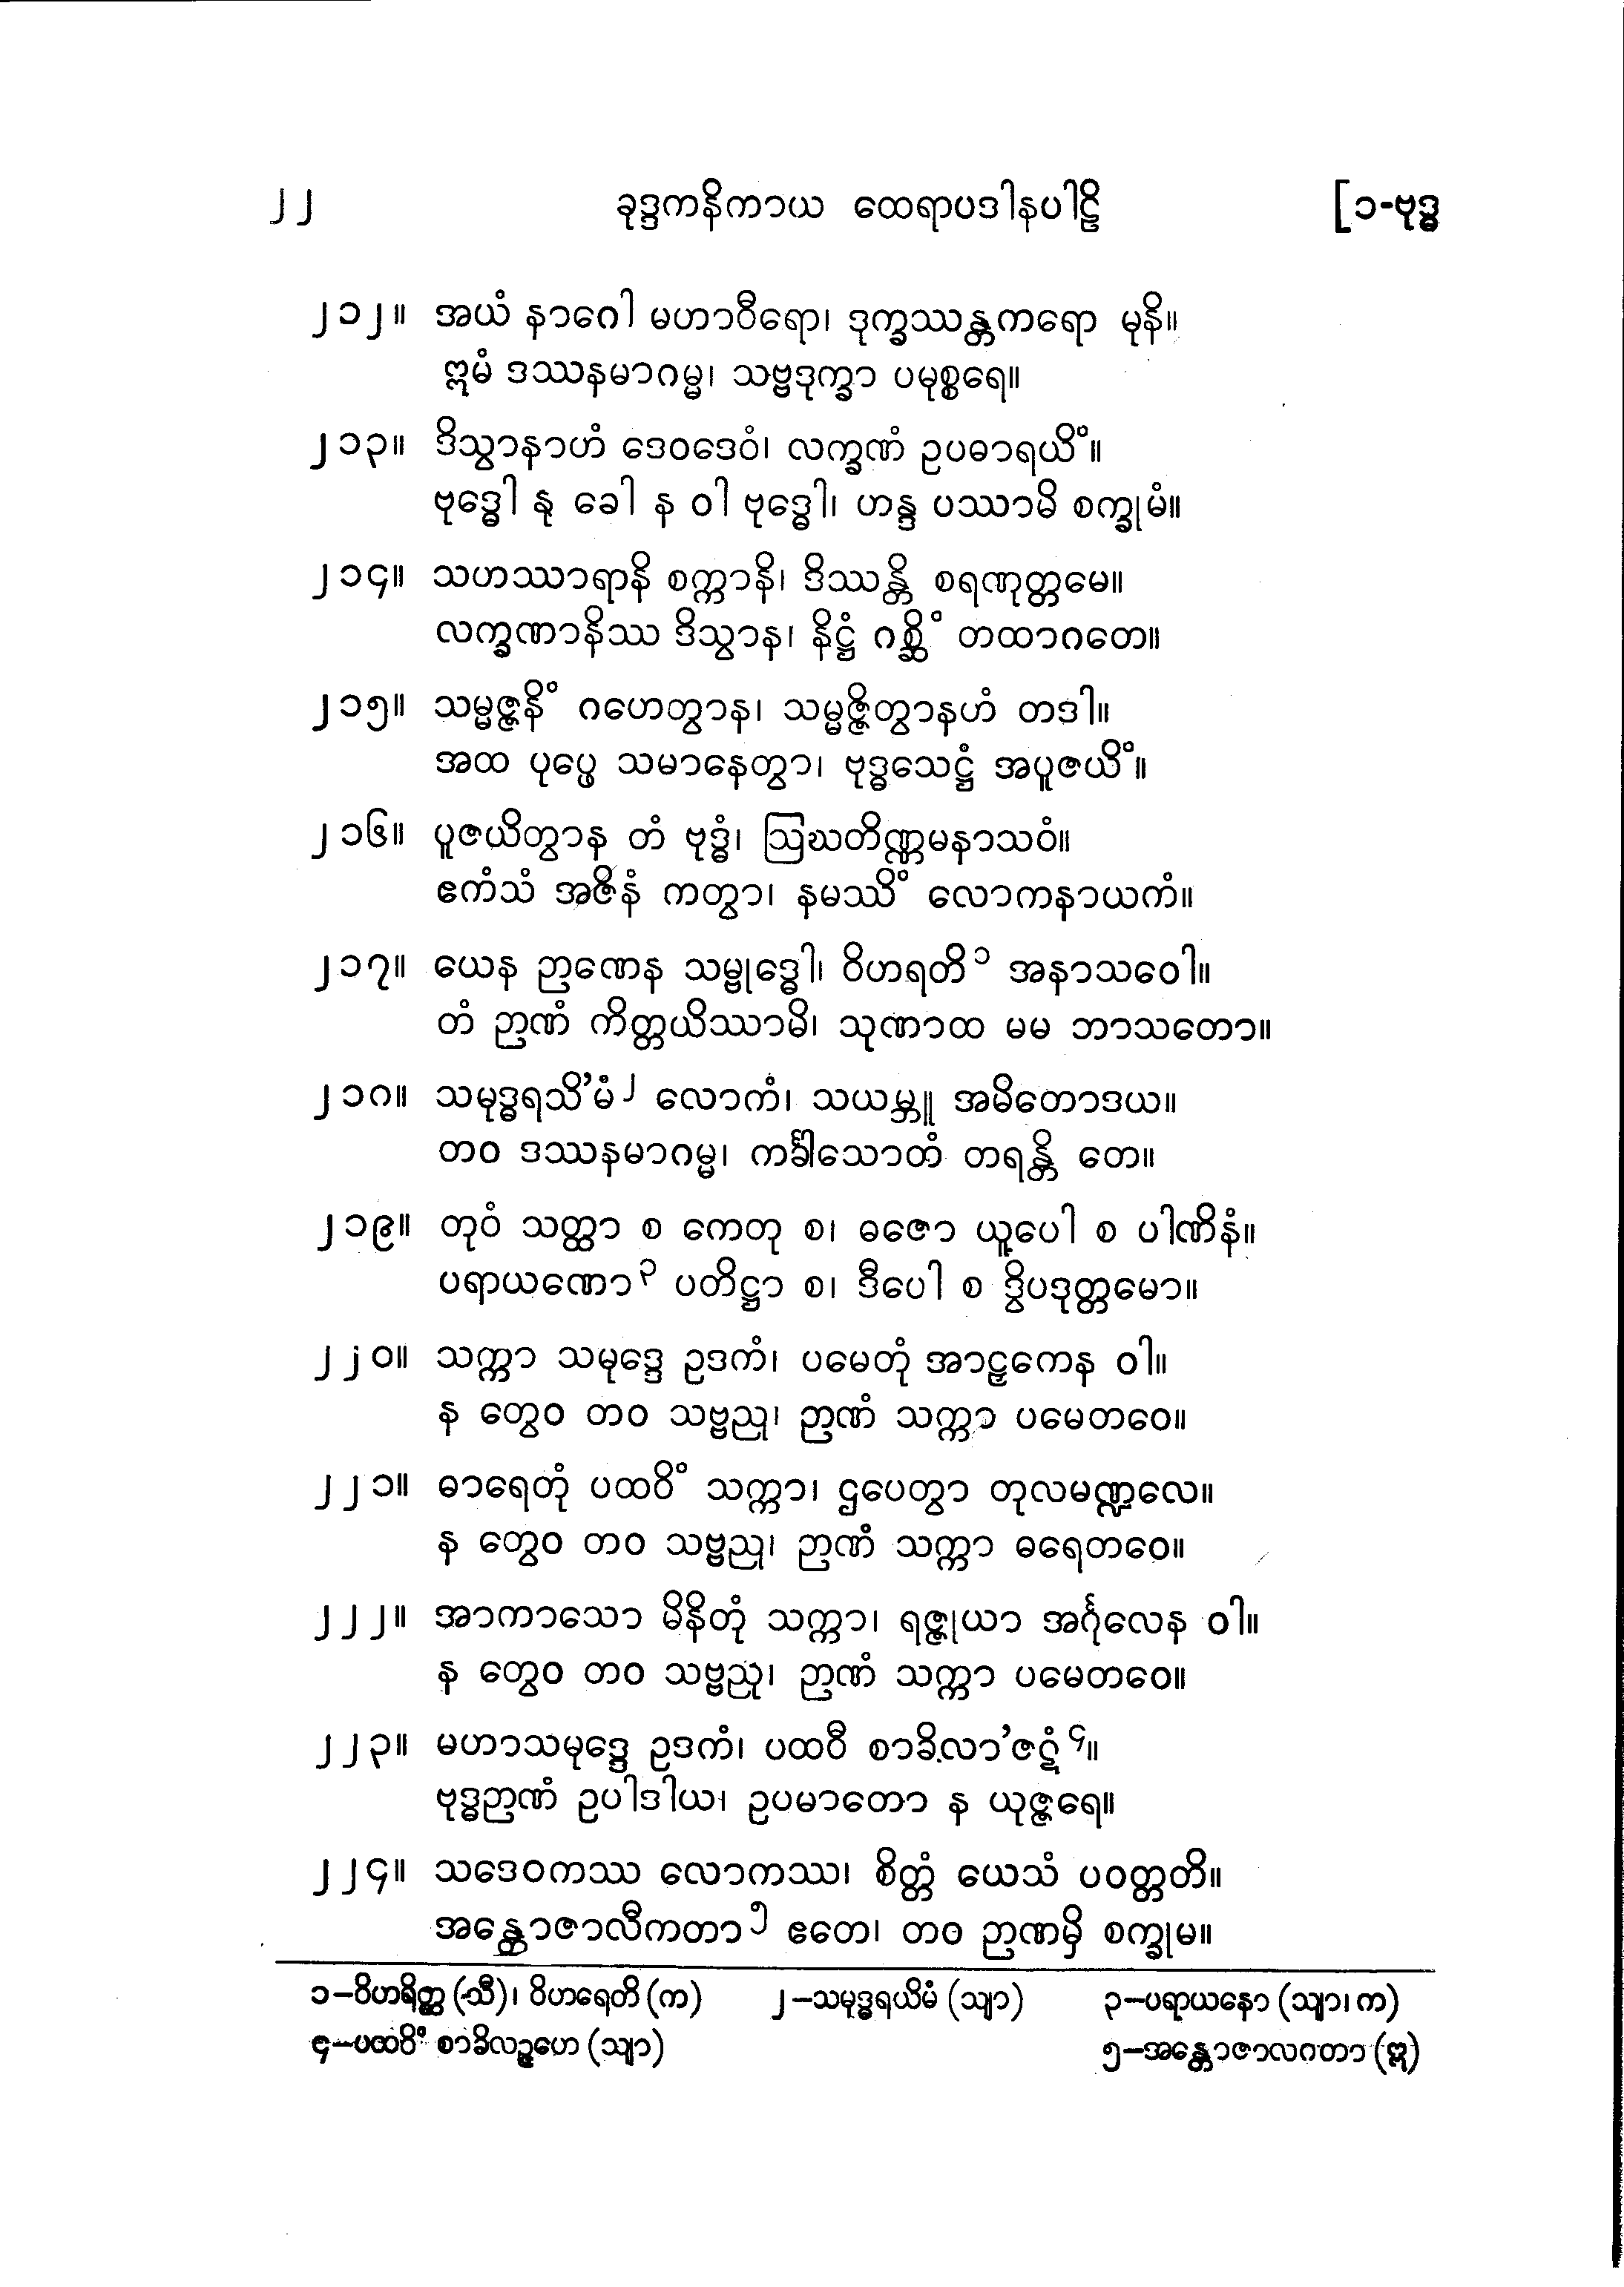 ၂၂ ခုဒ္ဒကနိကာယ ထေရာပဒါနပါဠိ [၁-ဗုဒ္ဓ
၂၁၂။ အယံ နာဂေါ မဟာဝီရော၊ ဒုက္ခဿန္တကရော မုနိ။
ဣမံ ဒဿနမာဂမ္မ၊ သဗ္ဗဒုက္ခာ ပမုစ္စရေ။
၂၁၃။ ဒိသွာနာဟံ ဒေဝဒေဝံ၊ လက္ခဏံ ဥပဓာရယိံ။
ဗုဒ္ဓေါ နု ခေါ န ဝါ ဗုဒ္ဓေါ၊ ဟန္ဒ ပဿာမိ စက္ခုမံ။
၂၁၄။ သဟဿာရာနိ စက္ကာနိ၊ ဒိဿန္တိ စရဏုတ္တမေ။
လက္ခဏာနိဿ ဒိသွာန၊ နိဋ္ဌံ ဂစ္ဆိံ တထာဂတေ။
၂၁၅။ သမ္မဇ္ဇနိံ ဂဟေတွာန၊ သမ္မဇ္ဇိတွာနဟံ တဒါ။
အထ ပုပ္ဖေ သမာနေတွာ၊ ဗုဒ္ဓသေဋ္ဌံ အပူဇယိံ။
၂၁၆။ ပူဇယိတွာန တံ ဗုဒ္ဓံ၊ ဩဃတိဏ္ဏမနာသဝံ။
ဧကံသံ အဇိနံ ကတွာ၊ နမဿိံ လောကနာယကံ။
၂၁၇။ ယေန ဉာဏေန သမ္ဗုဒ္ဓေါ၊ ဝိဟရတိ ၁ အနာသဝေါ။
တံ ဉာဏံ ကိတ္တယိဿာမိ၊ သုဏာထ မမ ဘာသတော။
၂၁၈။ သမုဒ္ဓရသိ’မံ ၂ လောကံ၊ သယမ္ဘူ အမိတောဒယ။
တဝ ဒဿနမာဂမ္မ၊ ကင်္ခါသောတံ တရန္တိ တေ။
၂၁၉။ တုဝံ သတ္ထာ စ ကေတု စ၊ ဓဇော ယူပေါ စ ပါဏိနံ။
ပရာယဏော ၃ ပတိဋ္ဌာ စ၊ ဒီပေါ စ ဒွိပဒုတ္တမော။
၂၂၀။ သက္ကာ သမုဒ္ဒေ ဥဒကံ၊ ပမေတုံ အာဠှကေန ဝါ။
န တွေဝ တဝ သဗ္ဗညု၊ ဉာဏံ သက္ကာ ပမေတဝေ။
၂၂၁။ ဓာရေတုံ ပထဝိံ သက္ကာ၊ ဌပေတွာ တုလမဏ္ဍလေ။
န တွေဝ တဝ သဗ္ဗညု၊ ဉာဏံ သက္ကာ ဓရေတဝေ။
၂၂၂။ အာကာသော မိနိတုံ သက္ကာ၊ ရဇ္ဇုယာ အင်္ဂုလေန ဝါ။
န တွေဝ တဝ သဗ္ဗညု၊ ဉာဏံ သက္ကာ ပမေတဝေ။
၂၂၃။ မဟာသမုဒ္ဒေ ဥဒကံ၊ ပထဝီ စာခိလာ’ဇဋံ ၄။
ဗုဒ္ဓဉာဏံ ဥပါဒါယ၊ ဥပမာတော န ယုဇ္ဇရေ။
၂၂၄။ သဒေဝကဿ လောကဿ၊ စိတ္တံ ယေသံ ပဝတ္တတိ။
အန္တောဇာလီကတာ ၅ ဧတေ၊ တဝ ဉာဏမှိ စက္ခုမ။
၁–ဝိဟရိတ္ထ (သီ)၊ ဝိဟရေတိ (က) ၂–သမုဒ္ဓရယိမံ (သျာ) ၃–ပရာယနော (သျာ၊ က)
၄–ပထဝိံ စာခိလဉ္စဟေ (သျာ) ၅–အန္တောဇာလဂတာ (ဣ)